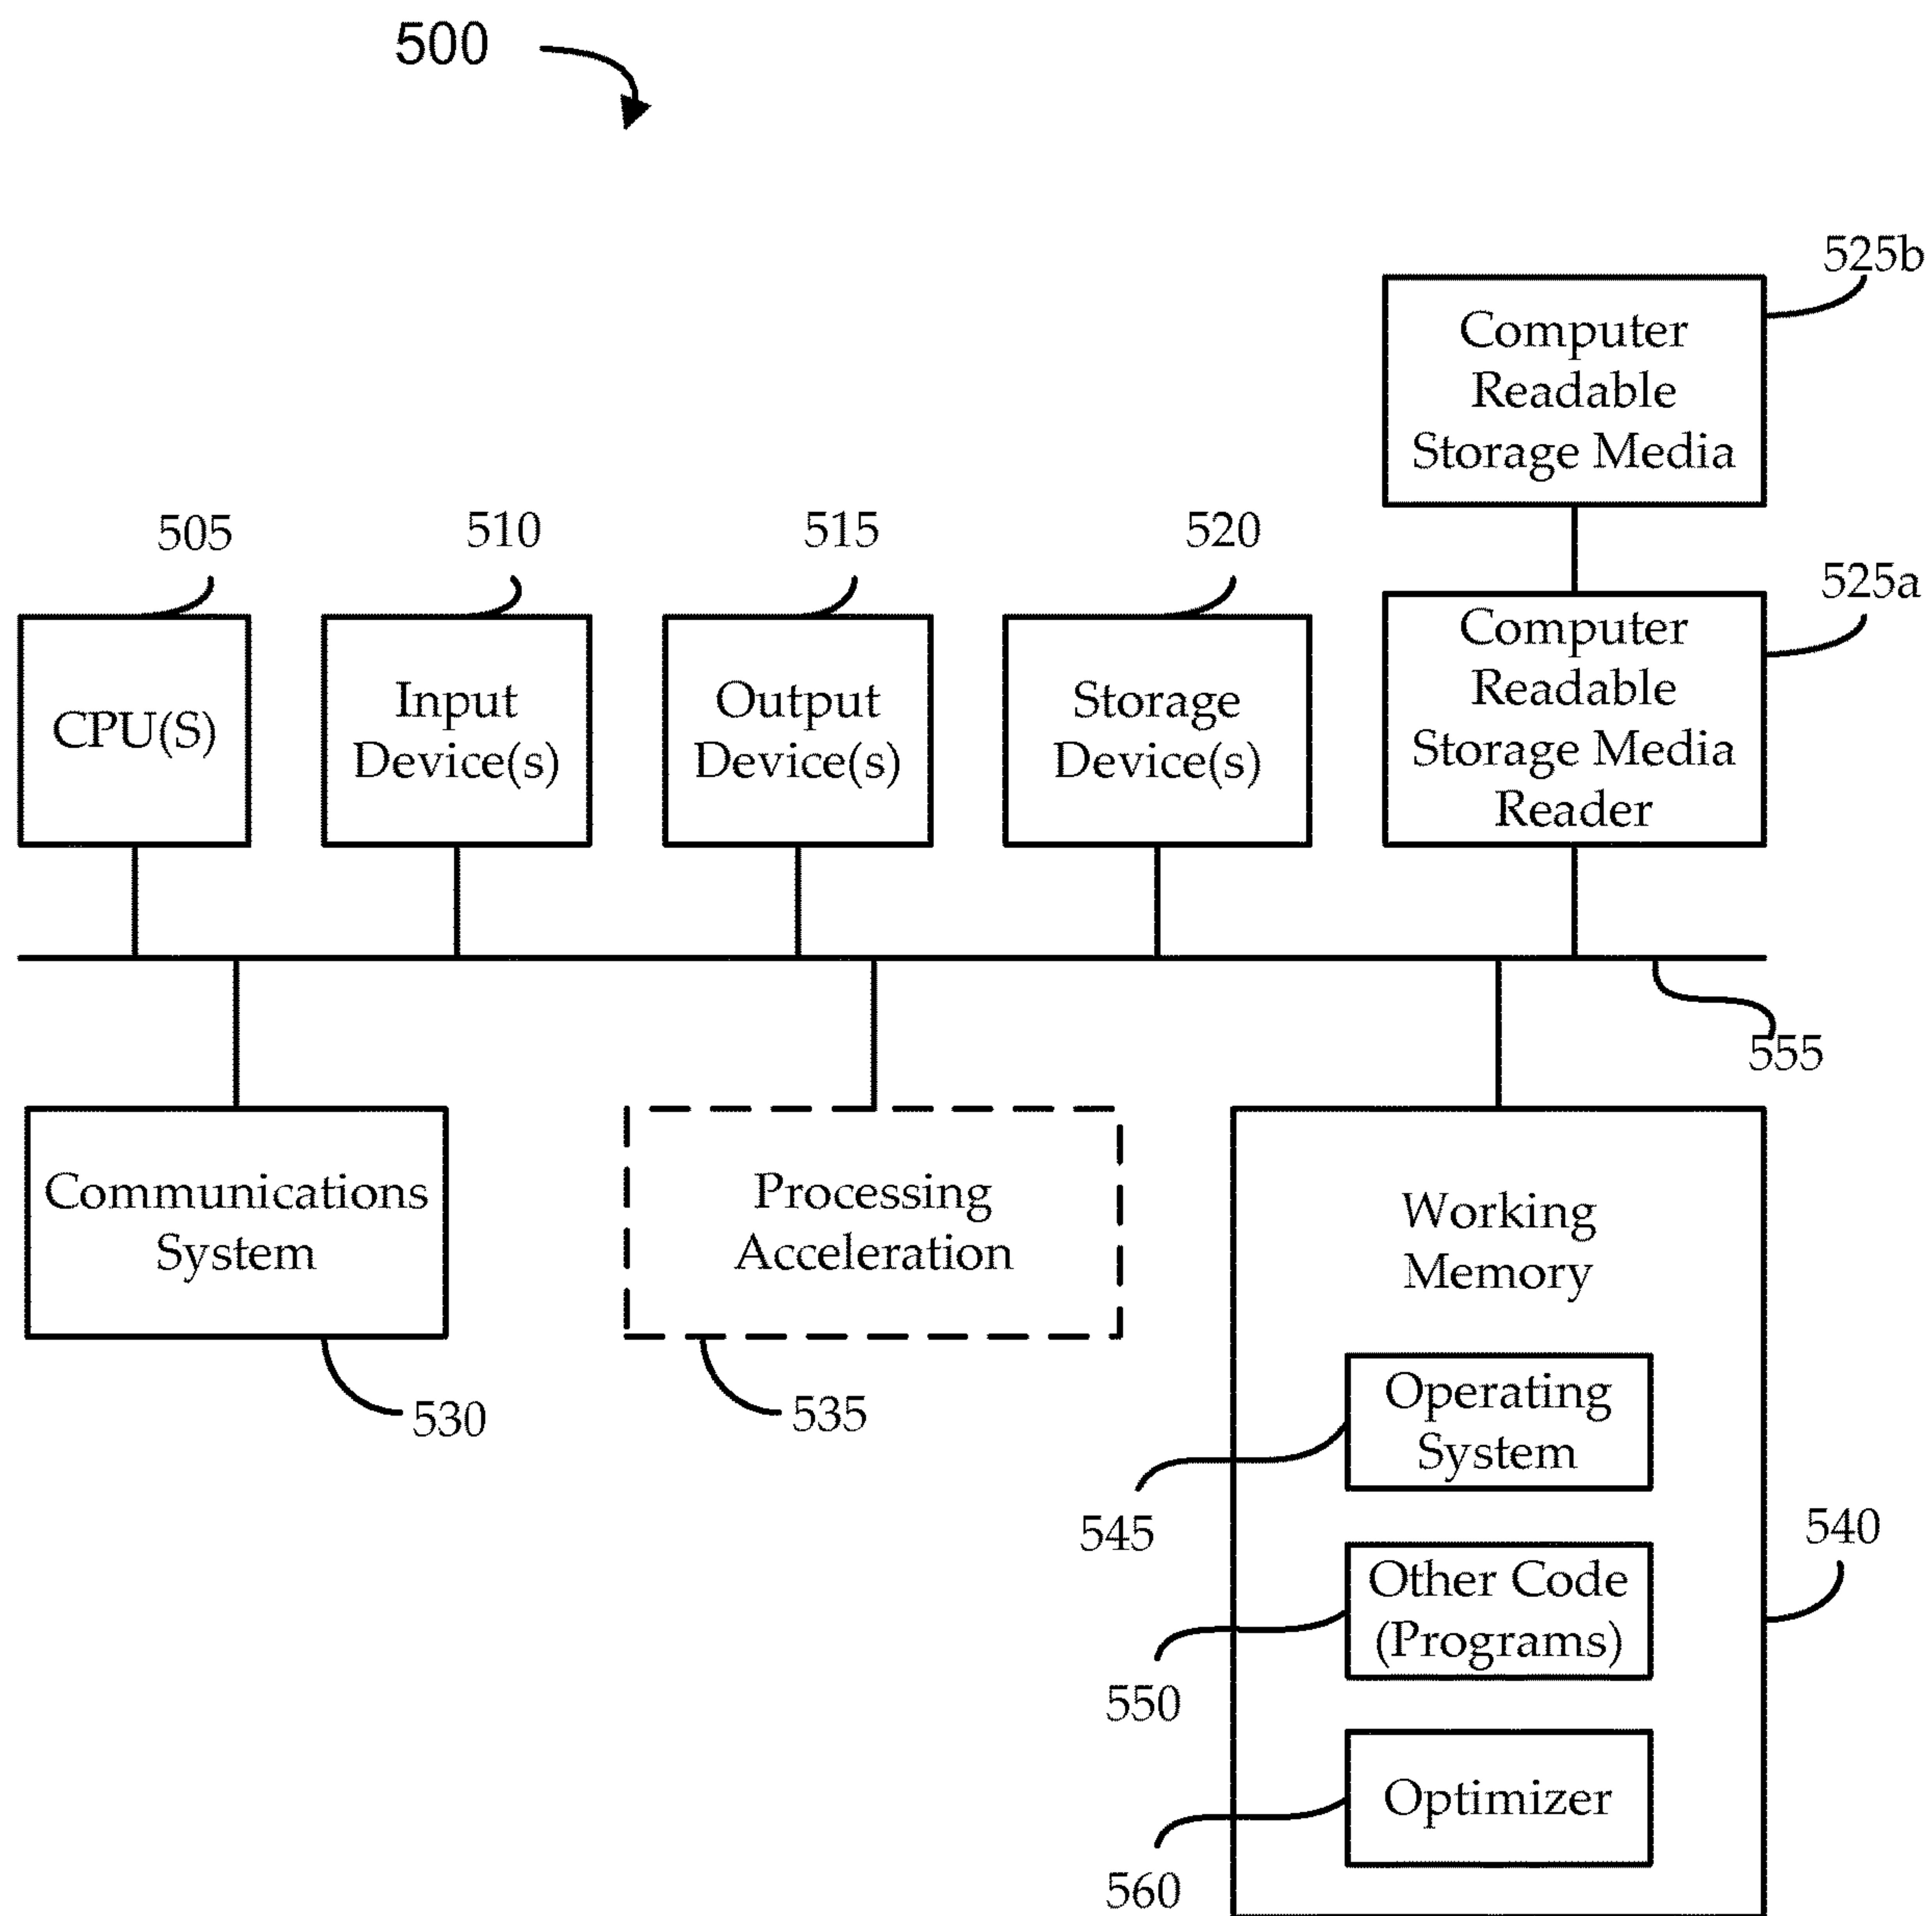 500
525b
Computer
Readable
Storage Media
505
510
515
520
525a
CPU(S)
Input
Device(s)
Output
Device(s)
Storage
Device(s)
Computer
Readable
Storage Media
Reader
555
Communications
System
530
Processing
Acceleration
535
Working
Memory
Operating
System
545
540
Other Code
(Programs)
550
Optimizer
560